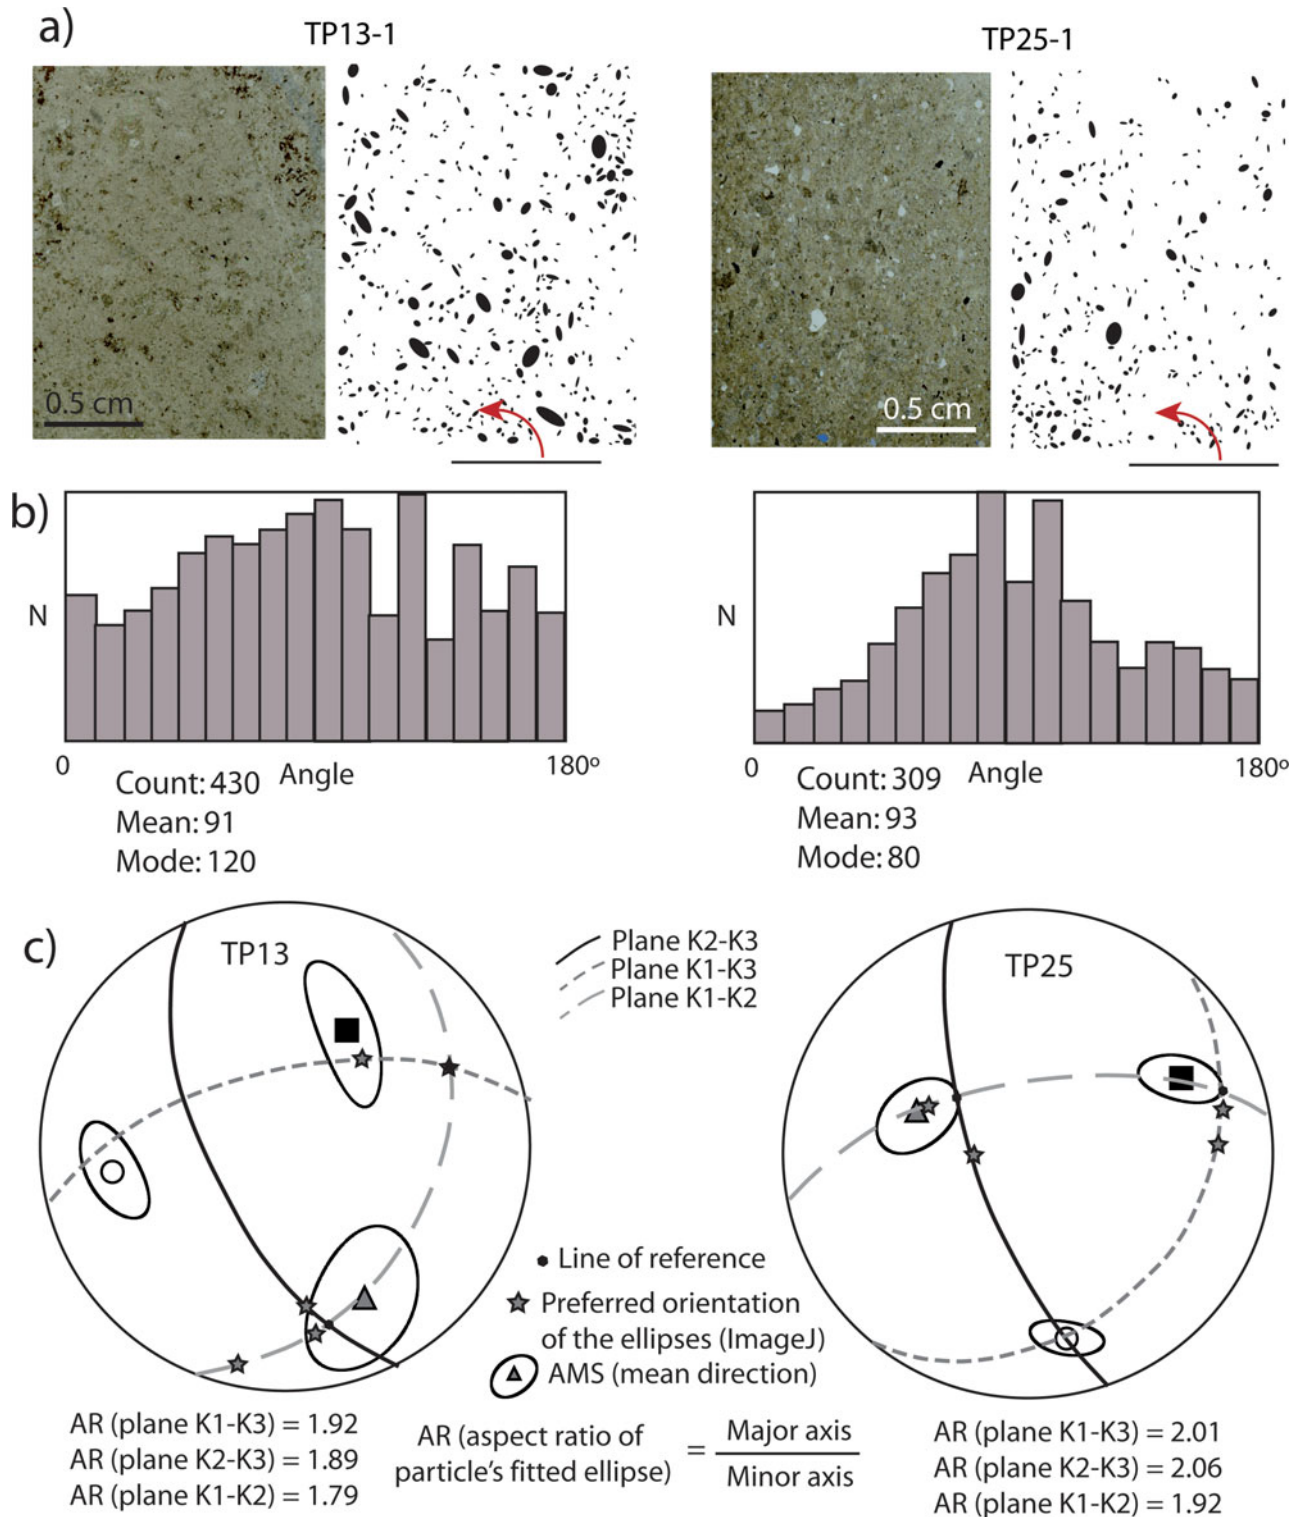 a)
TP13-1
TP25-1
0.5 cm
0.5 cm
b)
N
0
Angle
180º
Count: 430
Mean: 91
Mode: 120
N
0
Angle
180º
Count: 309
Mean: 93
Mode: 80
c)
TP13
Plane K2-K3
Plane K1-K3
Plane K1-K2
TP25
Line of reference
Preferred orientation
of the ellipses (ImageJ)
AMS (mean direction)
AR (plane K1-K3) = 1.92
AR (plane K2-K3) = 1.89
AR (plane K1-K2) = 1.79
AR (aspect ratio of
particle's fitted ellipse)
= Major axis
Minor axis
AR (plane K1-K3) = 2.01
AR (plane K2-K3) = 2.06
AR (plane K1-K2) = 1.92